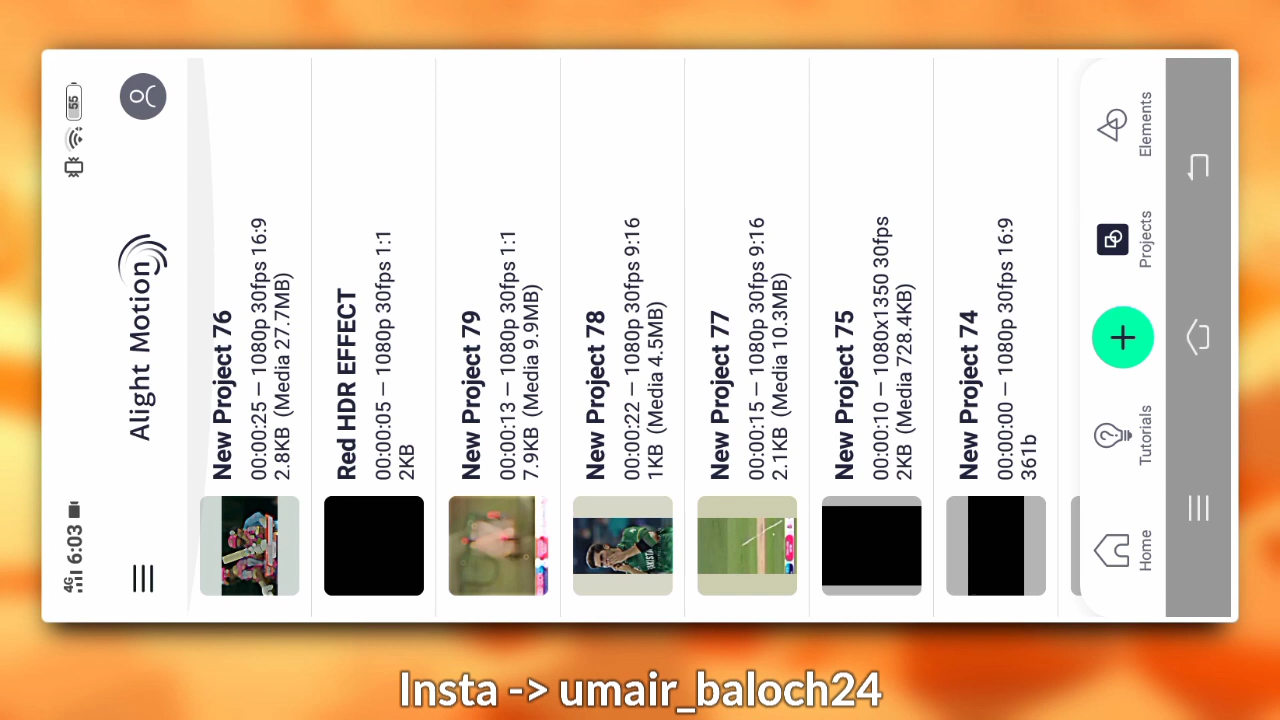 4G 6:03 55
Alight Motion
New Project 76
00:00:25 — 1080p 30fps 16:9
2.8KB (Media 27.7MB)
Red HDR EFFECT
00:00:05 — 1080p 30fps 1:1
2KB
New Project 79
00:00:13 — 1080p 30fps 1:1
7.9KB (Media 9.9MB)
New Project 78
00:00:22 — 1080p 30fps 9:16
1KB (Media 4.5MB)
New Project 77
00:00:15 — 1080p 30fps 9:16
2.1KB (Media 10.3MB)
New Project 75
00:00:10 — 1080x1350 30fps
2KB (Media 728.4KB)
New Project 74
00:00:00 — 1080p 30fps 16:9
361b
Home Tutorials + Projects Elements
Insta -> umair_baloch24